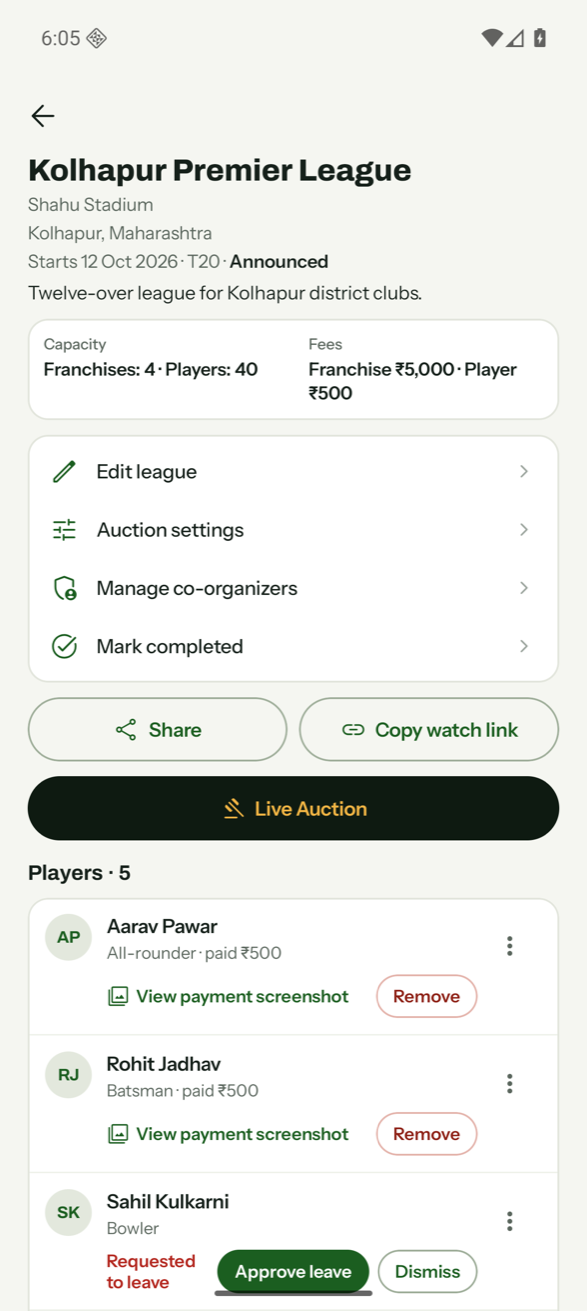 6:05
Kolhapur Premier League
Shahu Stadium
Kolhapur, Maharashtra
Starts 12 Oct 2026 · T20 · Announced
Twelve-over league for Kolhapur district clubs.
Capacity
Franchises: 4 · Players: 40
Fees
Franchise ₹5,000 · Player
₹500
Edit league
Auction settings
Manage co-organizers
Mark completed
Share
Copy watch link
Live Auction
Players · 5
AP
Aarav Pawar
All-rounder · paid ₹500
View payment screenshot
Remove
RJ
Rohit Jadhav
Batsman · paid ₹500
View payment screenshot
Remove
SK
Sahil Kulkarni
Bowler
Requested
to leave
Approve leave
Dismiss